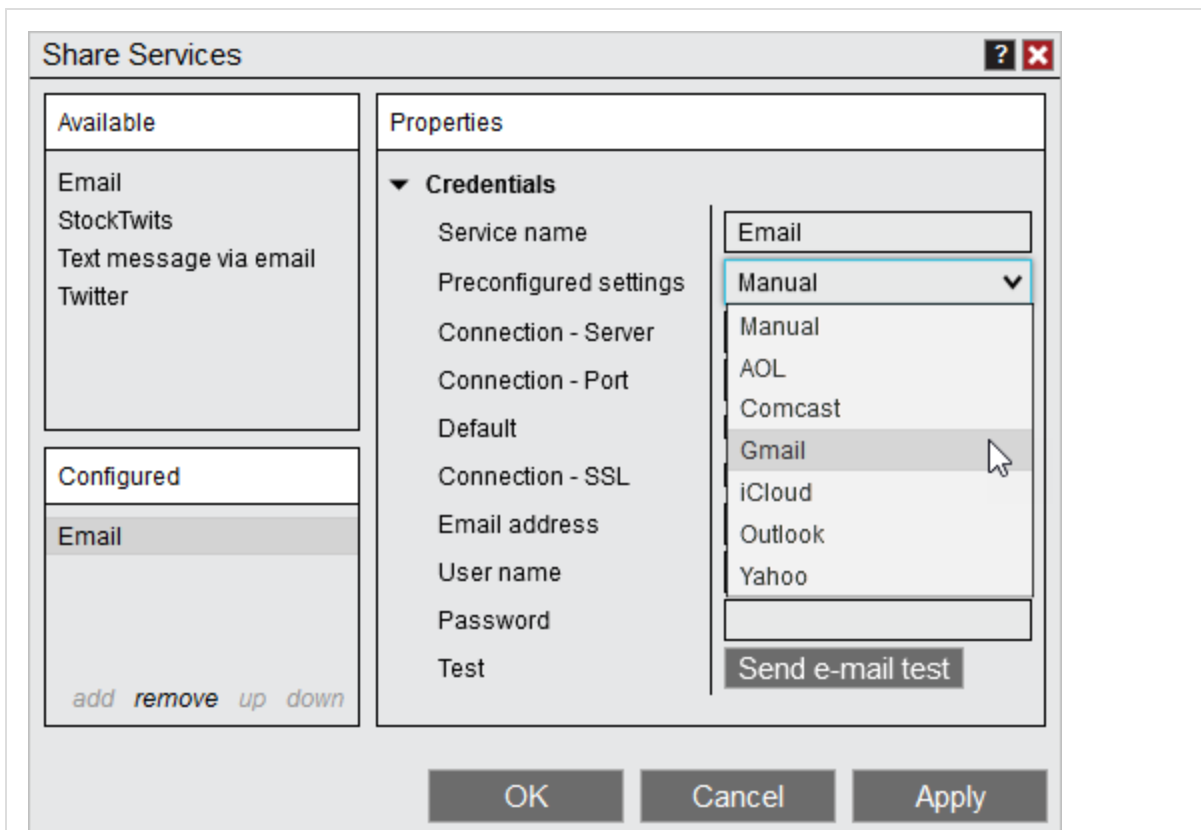 Share Services
?
Available
Email
StockTwits
Text message via email
Twitter
Configured
Email
add remove up down
Properties
Credentials
Service name Email
Preconfigured settings Manual
Connection - Server
Connection - Port
Default
Connection - SSL
Email address
User name
Password
Test Send e-mail test
Manual
AOL
Comcast
Gmail
iCloud
Outlook
Yahoo
OK Cancel Apply